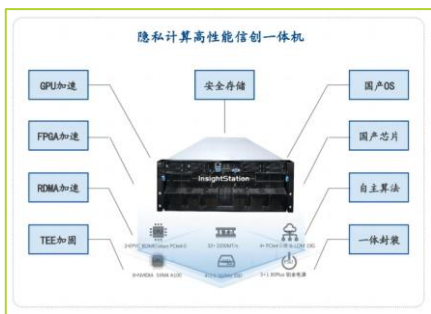 隐私计算高性能信创一体机
GPU加速
安全存储
国产OS
FPGA加速
国产芯片
InsightStation
RDMA加速
自主算法
TEE加固
一体封装